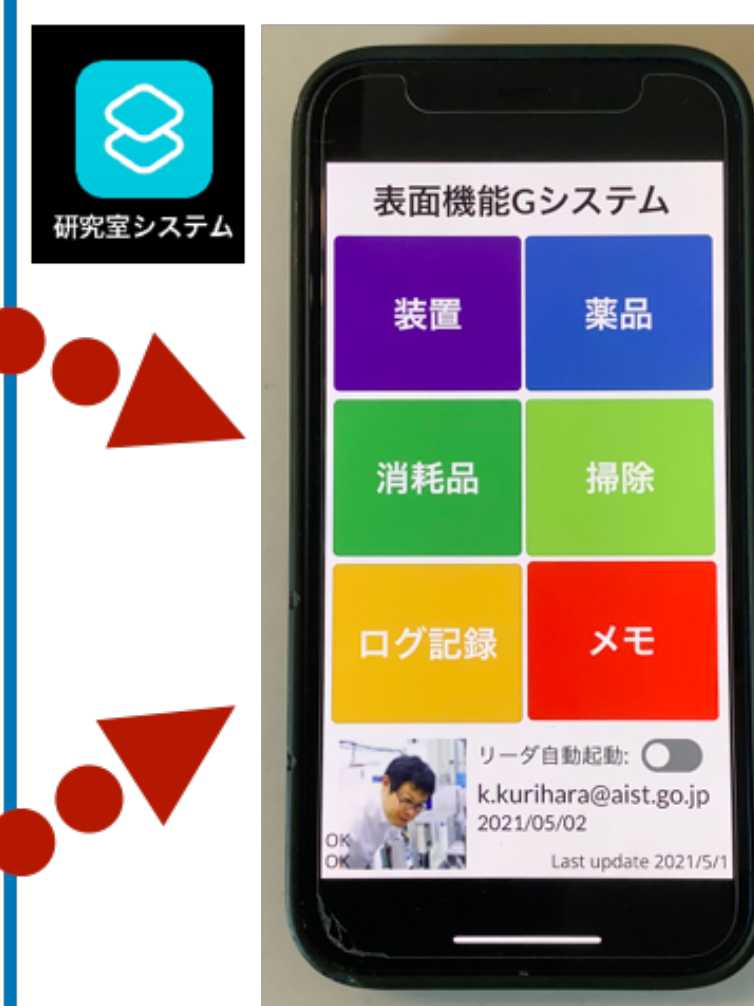 研究室システム
表面機能Gシステム
装置
薬品
消耗品
掃除
ログ記録
メモ
リーダ自動起動:
k.kurihara@aist.go.jp
2021/05/02
OK
OK
Last update 2021/5/1